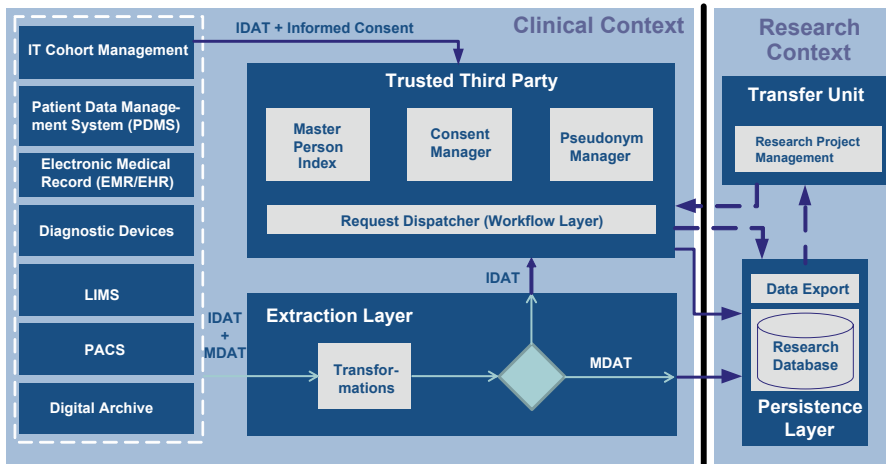 IT Cohort Management
Patient Data Manage-
ment System (PDMS)
Electronic Medical
Record (EMR/EHR)
Diagnostic Devices
LIMS
PACS
Digital Archive
IDAT + Informed Consent
Clinical Context
Trusted Third Party
Master
Person
Index
Consent
Manager
Pseudonym
Manager
Request Dispatcher (Workflow Layer)
IDAT
IDAT
+
MDAT
Extraction Layer
Transfor-
mations
MDAT
Research
Context
Transfer Unit
Research Project
Management
Data Export
Research
Database
Persistence
Layer